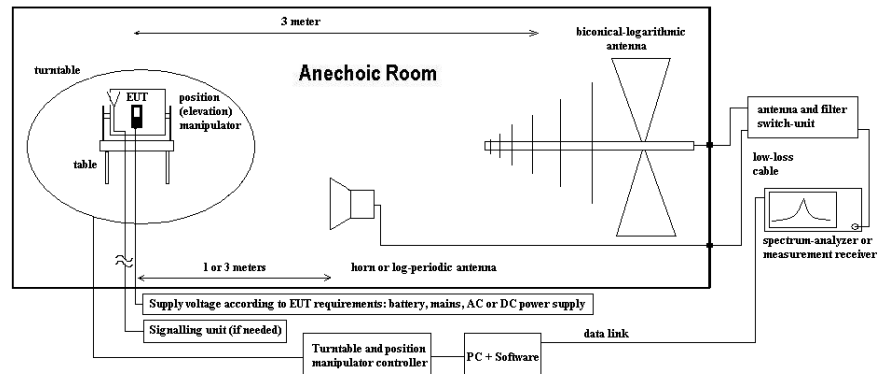 3 meter
biconical-logarithmic
antenna
turntable
Anechoic Room
EUT
position
(elevation)
manipulator
antenna and filter
switch-unit
table
low-loss
cable
spectrum-analyzer or
measurement receiver
1 or 3 meters
horn or log-periodic antenna
Supply voltage according to EUT requirements: battery, mains, AC or DC power supply
Signalling unit (if needed)
Turntable and position
manipulator controller
PC + Software
data link